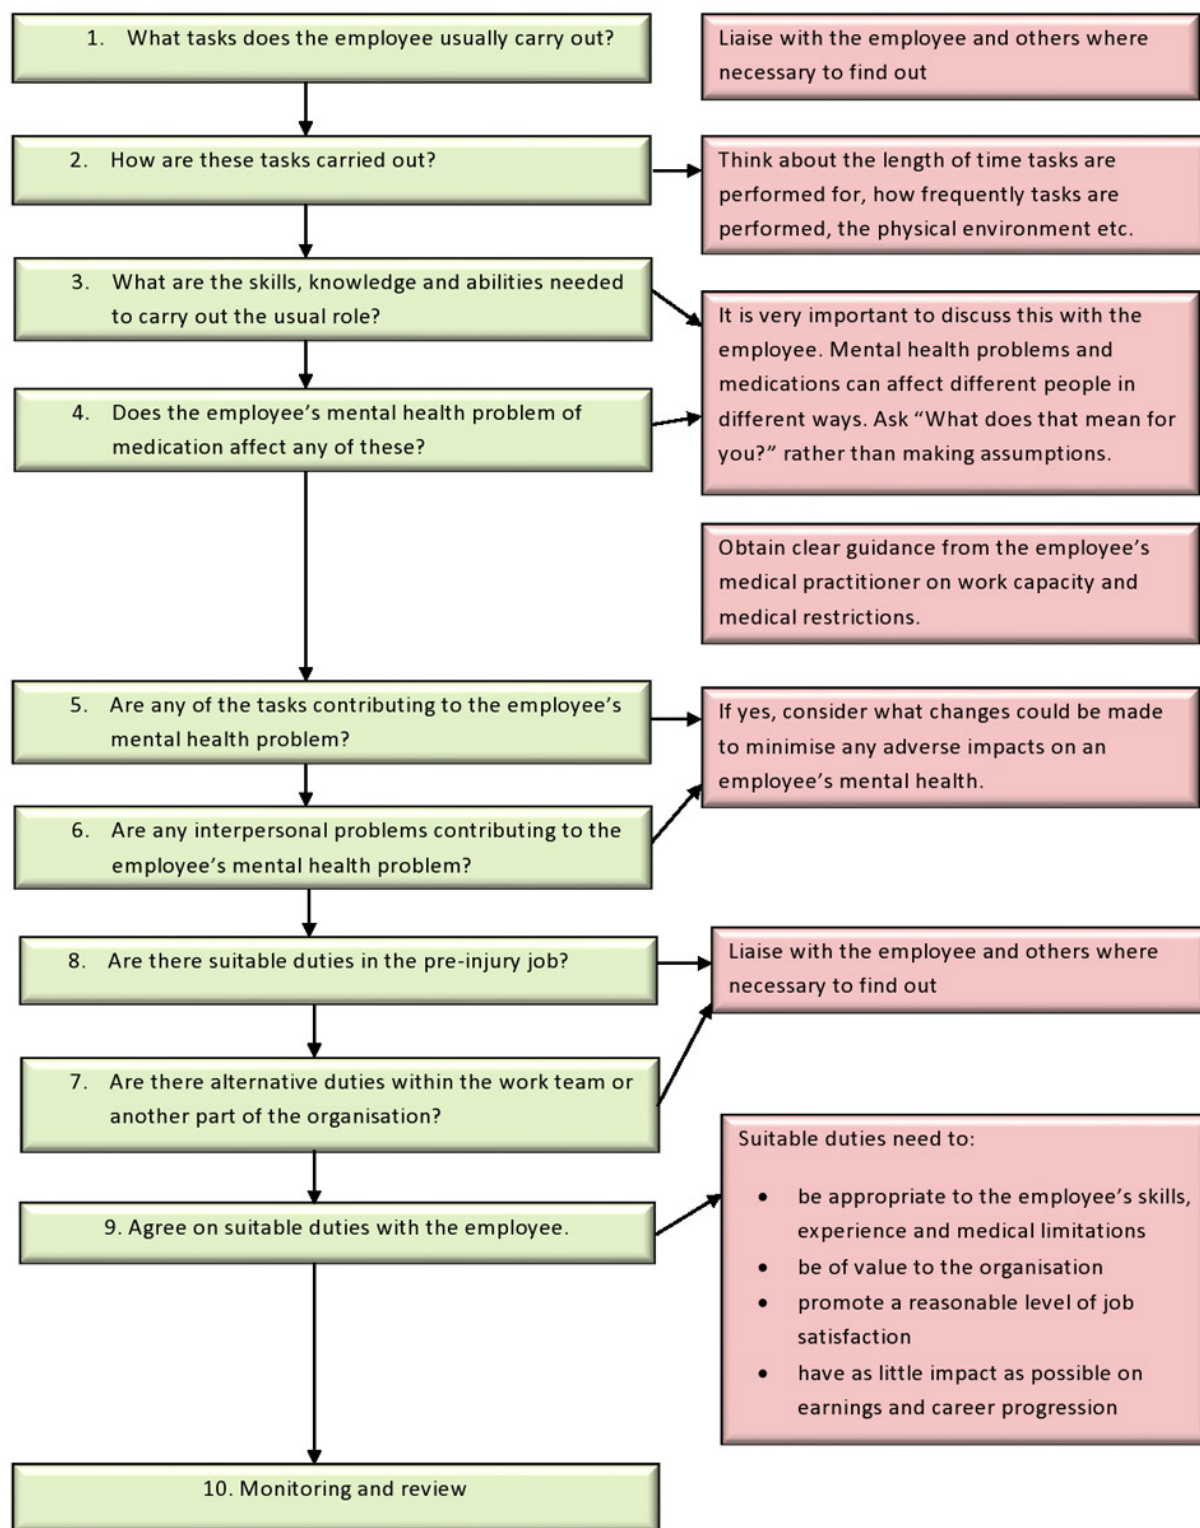 1. What tasks does the employee usually carry out?
Liaise with the employee and others where
necessary to find out
2. How are these tasks carried out?
Think about the length of time tasks are
performed for, how frequently tasks are
performed, the physical environment etc.
3. What are the skills, knowledge and abilities needed
to carry out the usual role?
It is very important to discuss this with the
employee. Mental health problems and
medications can affect different people in
different ways. Ask “What does that mean for
you?” rather than making assumptions.
4. Does the employee’s mental health problem of
medication affect any of these?
Obtain clear guidance from the employee’s
medical practitioner on work capacity and
medical restrictions.
5. Are any of the tasks contributing to the employee’s
mental health problem?
If yes, consider what changes could be made
to minimise any adverse impacts on an
employee’s mental health.
6. Are any interpersonal problems contributing to the
employee’s mental health problem?
8. Are there suitable duties in the pre-injury job?
Liaise with the employee and others where
necessary to find out
7. Are there alternative duties within the work team or
another part of the organisation?
9. Agree on suitable duties with the employee.
Suitable duties need to:
• be appropriate to the employee’s skills,
experience and medical limitations
• be of value to the organisation
• promote a reasonable level of job
satisfaction
• have as little impact as possible on
earnings and career progression
10. Monitoring and review